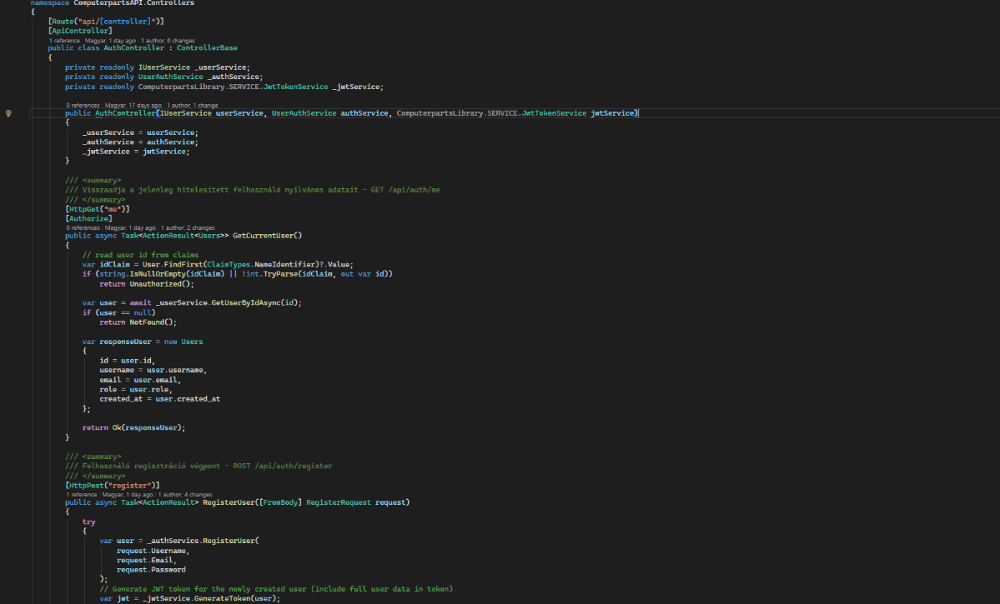 namespace ComputerpartsAPI.Controllers
{
[Route("api/[controller]")]
[ApiController]
1 reference | Magyar, 1 day ago | 1 author, 6 changes
public class AuthController : ControllerBase
{
private readonly IUserService _userService;
private readonly UserAuthService _authService;
private readonly ComputerpartsLibrary.SERVICE.JwtTokenService _jwtService;
0 references | Magyar, 17 days ago | 1 author, 1 change
public AuthController(IUserService userService, UserAuthService authService, ComputerpartsLibrary.SERVICE.JwtTokenService jwtService)
{
_userService = userService;
_authService = authService;
_jwtService = jwtService;
}
/// <summary>
/// Visszaadja a jelenleg hitelesített felhasználó nyilvános adatait - GET /api/auth/me
/// </summary>
[HttpGet("me")]
[Authorize]
0 references | Magyar, 1 day ago | 1 author, 2 changes
public async Task<ActionResult<Users>> GetCurrentUser()
{
// read user id from claims
var idClaim = User.FindFirst(ClaimTypes.NameIdentifier)?.Value;
if (string.IsNullOrEmpty(idClaim) || !int.TryParse(idClaim, out var id))
return Unauthorized();
var user = await _userService.GetUserByIdAsync(id);
if (user == null)
return NotFound();
var responseUser = new Users
{
id = user.id,
username = user.username,
email = user.email,
role = user.role,
created_at = user.created_at
};
return Ok(responseUser);
}
/// <summary>
/// Felhasználó regisztráció végpont - POST /api/auth/register
/// </summary>
[HttpPost("register")]
1 reference | Magyar, 1 day ago | 1 author, 4 changes
public async Task<ActionResult> RegisterUser([FromBody] RegisterRequest request)
{
try
{
var user = _authService.RegisterUser(
request.Username,
request.Email,
request.Password
);
// Generate JWT token for the newly created user (include full user data in token)
var jwt = _jwtService.GenerateToken(user);